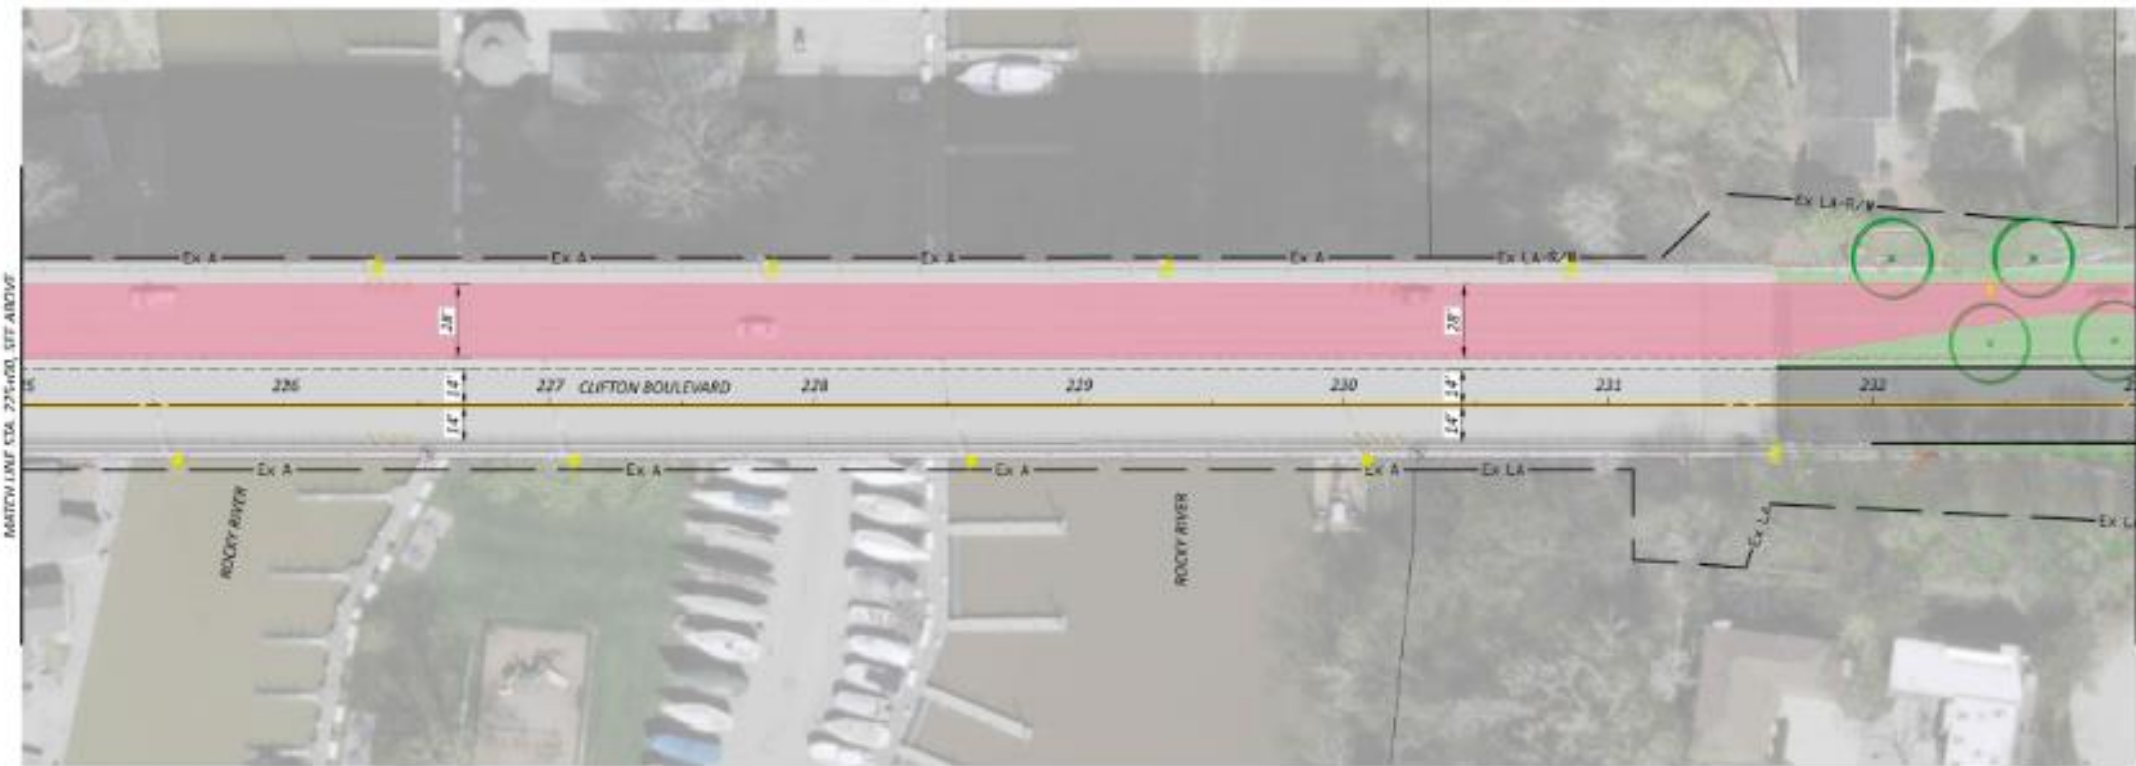 MATCH LINE STA. 225+00, SEE ABOVE
Ex LA-R/W
Ex A
Ex A
Ex A
Ex A
Ex LA-R/W
28'
28'
226
227
CLIFTON BOULEVARD
228
229
230
231
232
14'
14'
14'
14'
Ex A
Ex A
Ex A
Ex A
Ex LA
ROCKY RIVER
ROCKY RIVER
Ex LA
Ex L